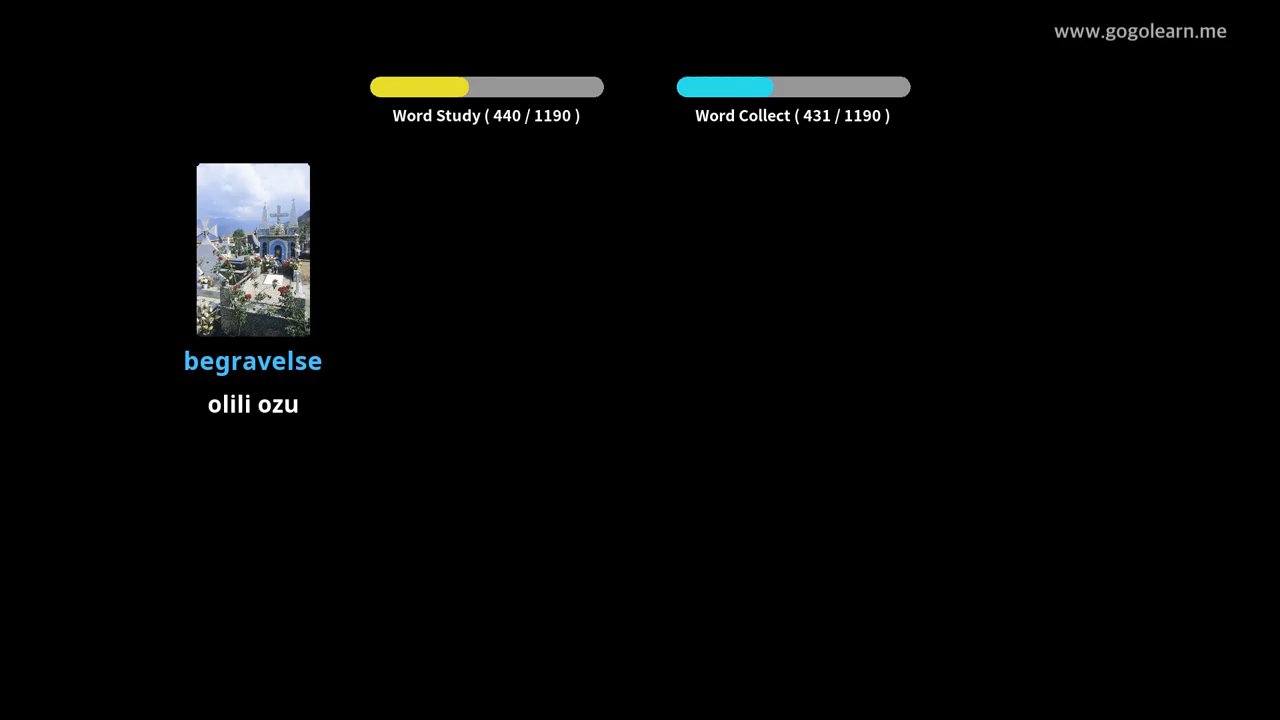 www.gogolearn.me
Word Study ( 440 / 1190 )
Word Collect ( 431 / 1190 )
begravelse
olili ozu